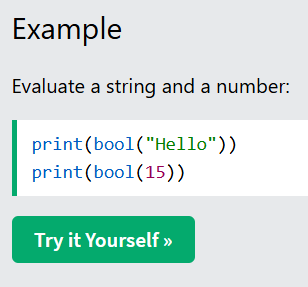 Example
Evaluate a string and a number:
print(bool("Hello"))
print(bool(15))
Try it Yourself »